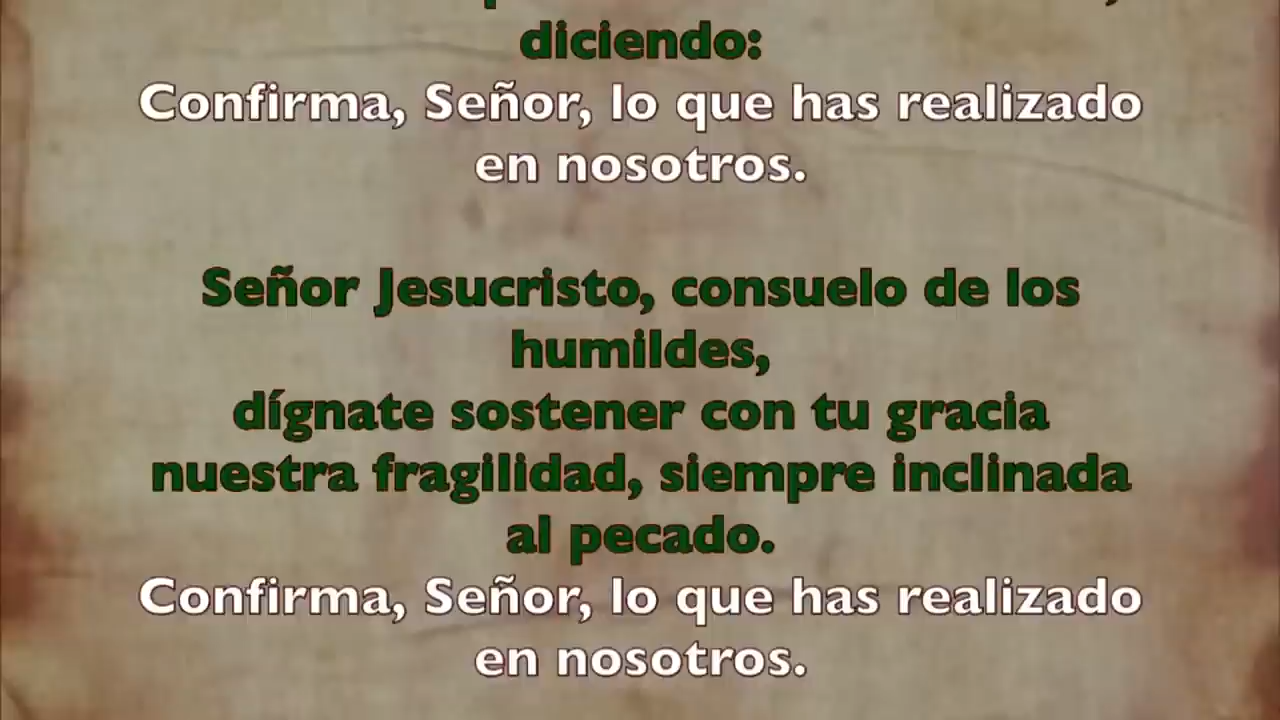 diciendo:
Confirma, Señor, lo que has realizado
en nosotros.
Señor Jesucristo, consuelo de los
humildes,
dígnate sostener con tu gracia
nuestra fragilidad, siempre inclinada
al pecado.
Confirma, Señor, lo que has realizado
en nosotros.